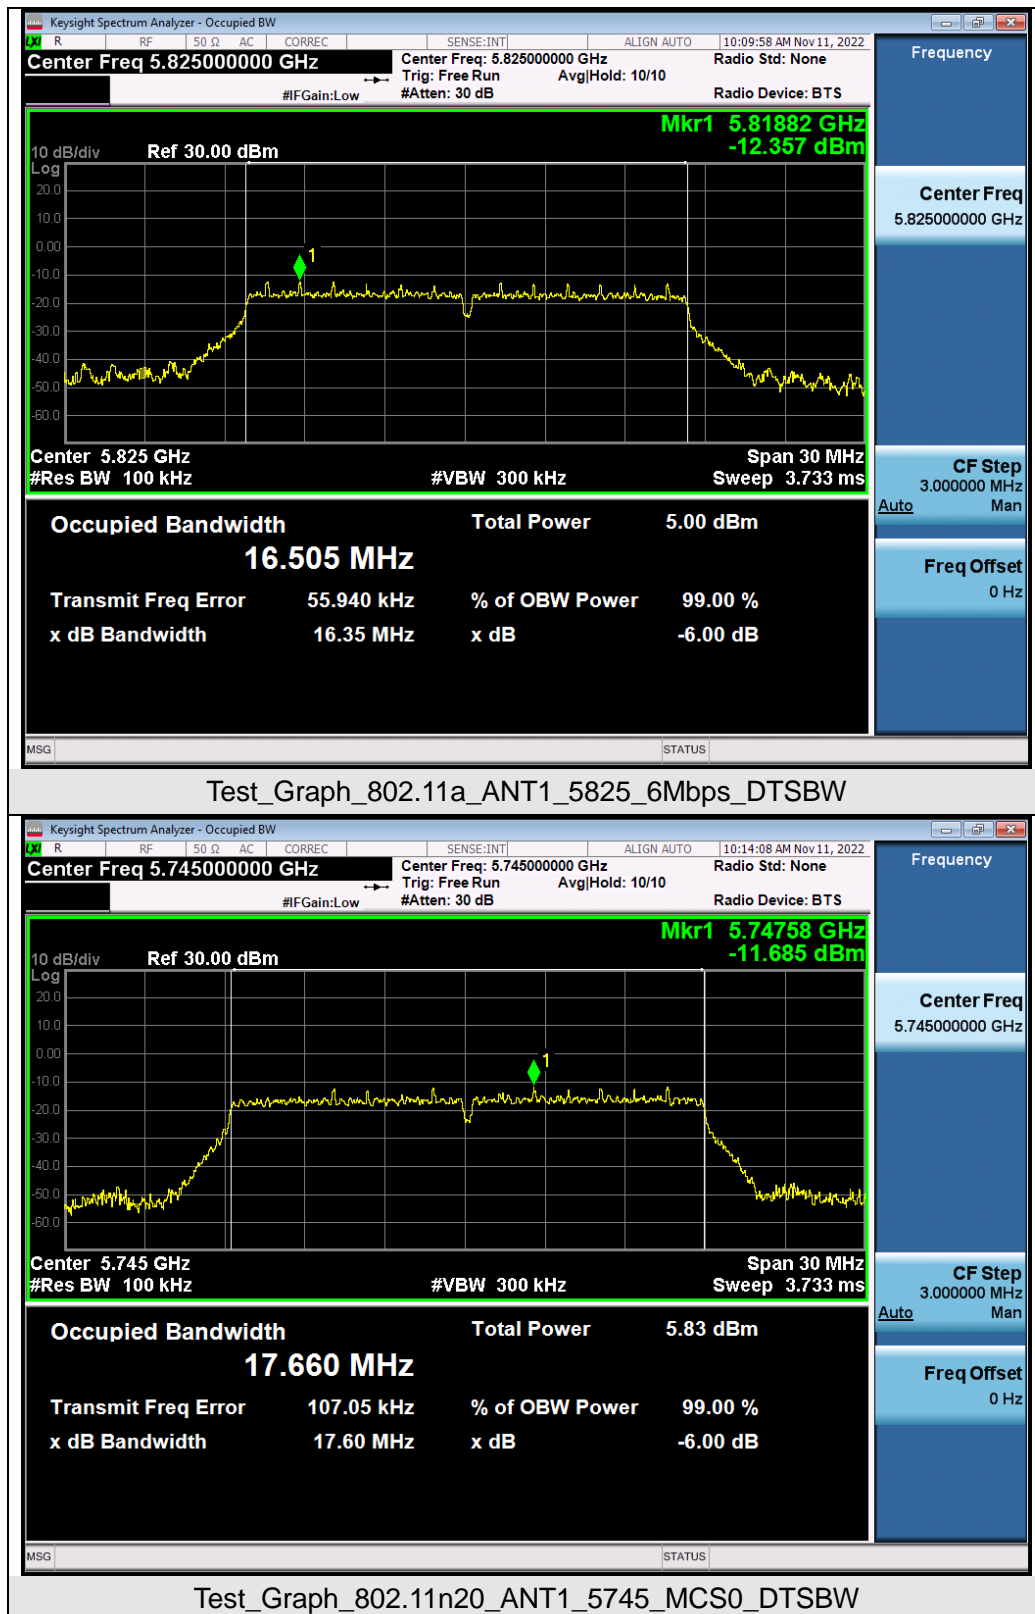 Keysight Spectrum Analyzer - Occupied BW
LXI R RF 50 Ω AC CORREC SENSE:INT ALIGN AUTO 10:09:58 AM Nov 11, 2022
Center Freq 5.825000000 GHz Center Freq: 5.825000000 GHz Radio Std: None
Trig: Free Run Avg|Hold: 10/10
#IFGain:Low #Atten: 30 dB Radio Device: BTS
Mkr1 5.81882 GHz
-12.357 dBm
10 dB/div Ref 30.00 dBm
Log
20.0
10.0
0.00
-10.0
-20.0
-30.0
-40.0
-50.0
-60.0
1
Center 5.825 GHz Span 30 MHz
#Res BW 100 kHz #VBW 300 kHz Sweep 3.733 ms
Occupied Bandwidth Total Power 5.00 dBm
16.505 MHz
Transmit Freq Error 55.940 kHz % of OBW Power 99.00 %
x dB Bandwidth 16.35 MHz x dB -6.00 dB
MSG STATUS
Frequency
Center Freq
5.825000000 GHz
CF Step
3.000000 MHz
Auto Man
Freq Offset
0 Hz
Test_Graph_802.11a_ANT1_5825_6Mbps_DTSBW
Keysight Spectrum Analyzer - Occupied BW
LXI R RF 50 Ω AC CORREC SENSE:INT ALIGN AUTO 10:14:08 AM Nov 11, 2022
Center Freq 5.745000000 GHz Center Freq: 5.745000000 GHz Radio Std: None
Trig: Free Run Avg|Hold: 10/10
#IFGain:Low #Atten: 30 dB Radio Device: BTS
Mkr1 5.74758 GHz
-11.685 dBm
10 dB/div Ref 30.00 dBm
Log
20.0
10.0
0.00
-10.0
-20.0
-30.0
-40.0
-50.0
-60.0
1
Center 5.745 GHz Span 30 MHz
#Res BW 100 kHz #VBW 300 kHz Sweep 3.733 ms
Occupied Bandwidth Total Power 5.83 dBm
17.660 MHz
Transmit Freq Error 107.05 kHz % of OBW Power 99.00 %
x dB Bandwidth 17.60 MHz x dB -6.00 dB
MSG STATUS
Frequency
Center Freq
5.745000000 GHz
CF Step
3.000000 MHz
Auto Man
Freq Offset
0 Hz
Test_Graph_802.11n20_ANT1_5745_MCS0_DTSBW